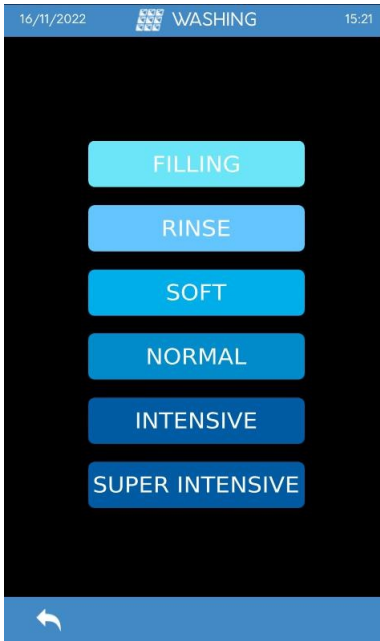 16/11/2022 WASHING 15:21
FILLING
RINSE
SOFT
NORMAL
INTENSIVE
SUPER INTENSIVE